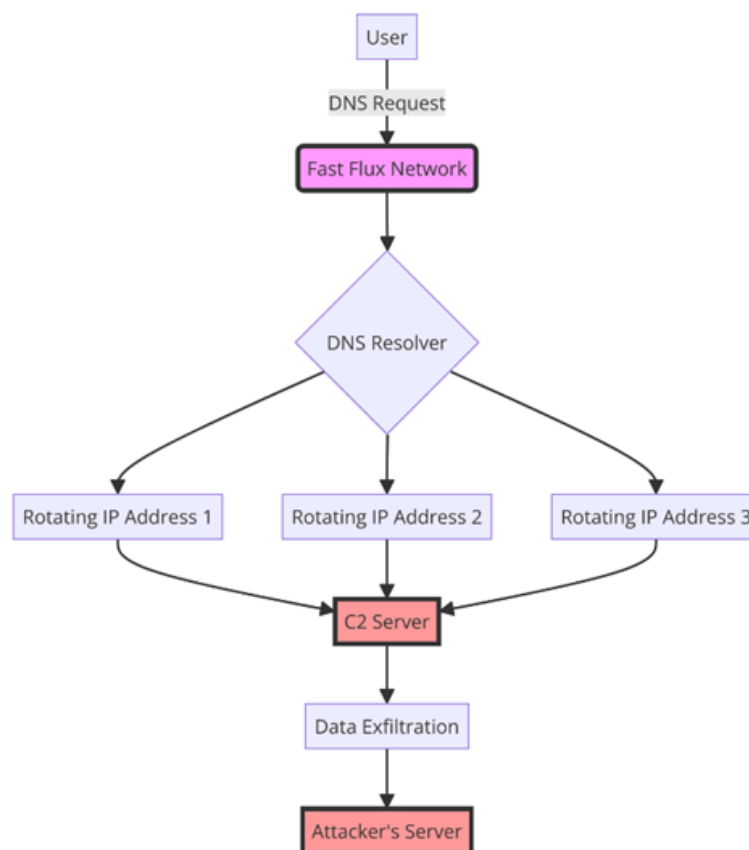 User
DNS Request
Fast Flux Network
DNS Resolver
Rotating IP Address 1
Rotating IP Address 2
Rotating IP Address 3
C2 Server
Data Exfiltration
Attacker's Server